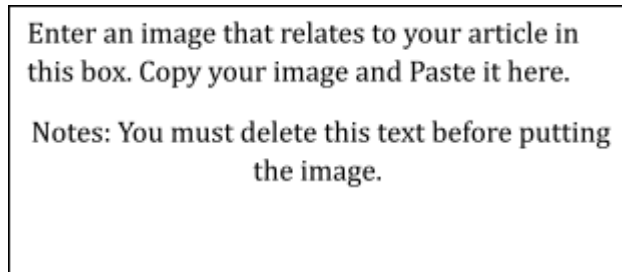 Enter an image that relates to your article in
this box. Copy your image and Paste it here.
Notes: You must delete this text before putting
the image.